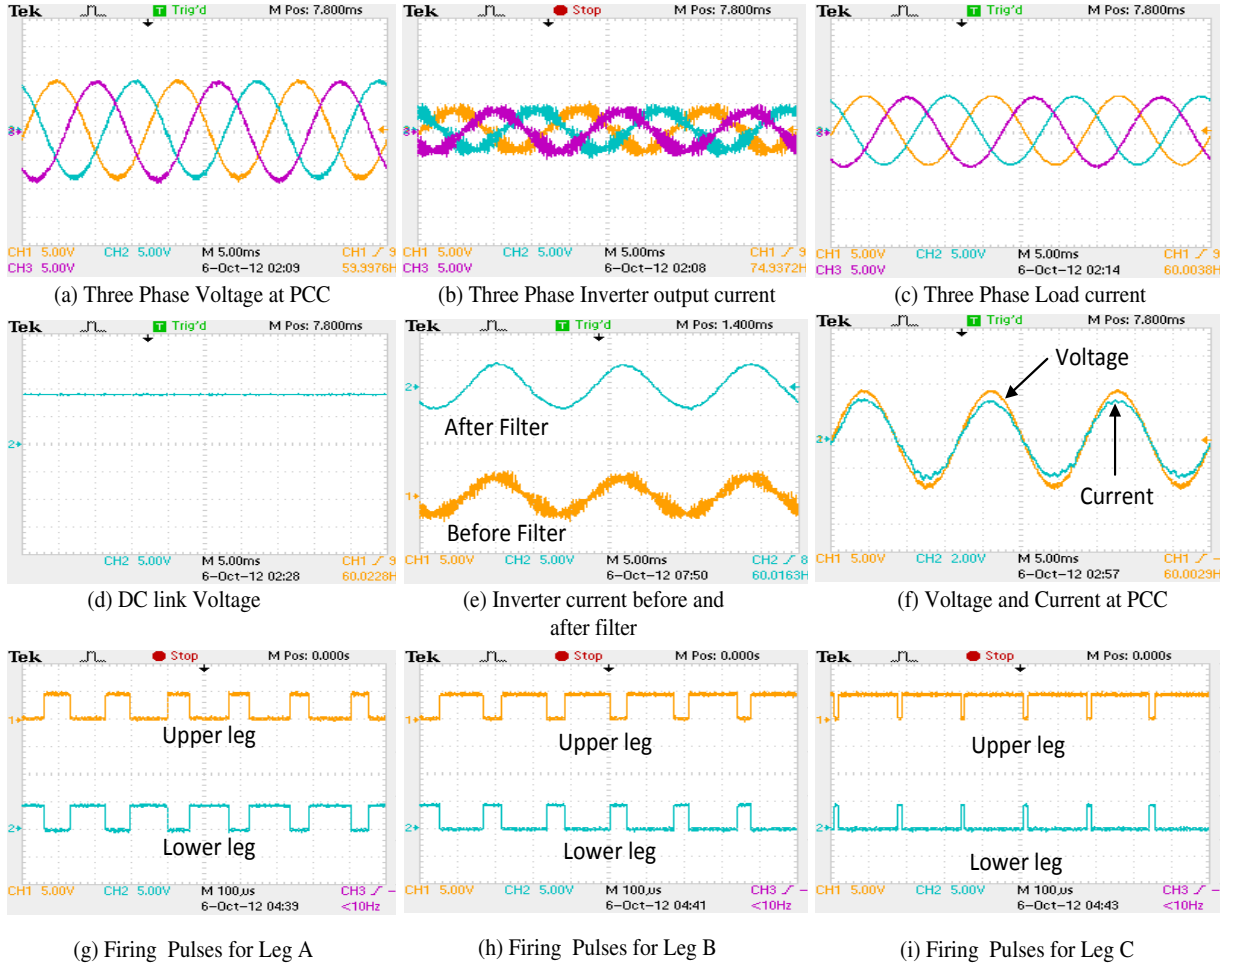 Tek Trig'd M Pos: 7.800ms
CH1 5.00V CH2 5.00V M 5.00ms CH1 9
CH3 5.00V 6-Oct-12 02:09 59.9976H
(a) Three Phase Voltage at PCC
Tek Stop M Pos: 7.800ms
CH1 5.00V CH2 5.00V M 5.00ms CH1 9
CH3 5.00V 6-Oct-12 02:08 74.9372H
(b) Three Phase Inverter output current
Tek Trig'd M Pos: 7.800ms
CH1 5.00V CH2 5.00V M 5.00ms CH1 9
CH3 5.00V 6-Oct-12 02:14 60.0038H
(c) Three Phase Load current
Tek T Trig'd M Pos: 7.800ms
2
CH2 5.00V M 5.00ms CH1 9
6-Oct-12 02:28 60.0228H
(d) DC link Voltage
Tek T Trig'd M Pos: 1.400ms
2
After Filter
1
Before Filter
CH1 5.00V CH2 5.00V M 5.00ms CH2 8
6-Oct-12 07:50 60.0163H
(e) Inverter current before and
after filter
Tek T Trig'd M Pos: 7.800ms
Voltage
2
Current
CH1 5.00V CH2 2.00V M 5.00ms CH1
6-Oct-12 02:57 60.0029H
(f) Voltage and Current at PCC
Tek Stop M Pos: 0.000s
1
Upper leg
2
Lower leg
CH1 5.00V CH2 5.00V M 100µs CH3
6-Oct-12 04:39 <10Hz
(g) Firing Pulses for Leg A
Tek Stop M Pos: 0.000s
1
Upper leg
2
Lower leg
CH1 5.00V CH2 5.00V M 100µs CH3
6-Oct-12 04:41 <10Hz
(h) Firing Pulses for Leg B
Tek Stop M Pos: 0.000s
1
Upper leg
2
Lower leg
CH1 5.00V CH2 5.00V M 100µs CH3
6-Oct-12 04:43 <10Hz
(i) Firing Pulses for Leg C